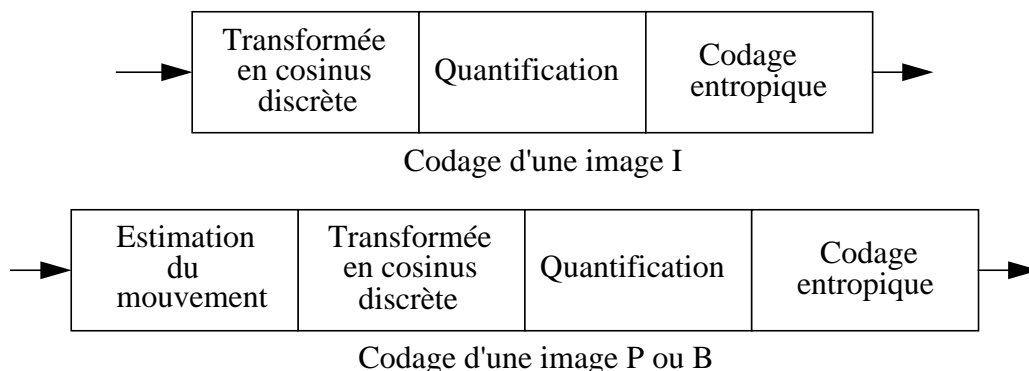 Transformée
en cosinus
discrète
Quantification
Codage
entropique
Codage d'une image I
Estimation
du
mouvement
Transformée
en cosinus
discrète
Quantification
Codage
entropique
Codage d'une image P ou B